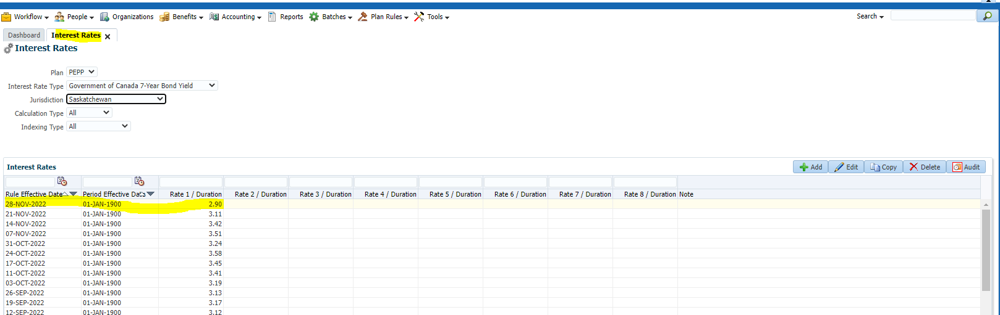 Workflow People Organizations Benefits Accounting Reports Batches Plan Rules Tools Search
Dashboard Interest Rates
Interest Rates
Plan PEPP
Interest Rate Type Government of Canada 7-Year Bond Yield
Jurisdiction Saskatchewan
Calculation Type All
Indexing Type All
Interest Rates Add Edit Copy Delete Audit
Rule Effective Date Period Effective Date Rate 1 / Duration Rate 2 / Duration Rate 3 / Duration Rate 4 / Duration Rate 5 / Duration Rate 6 / Duration Rate 7 / Duration Rate 8 / Duration Note
28-NOV-2022 01-JAN-1900 2.90
21-NOV-2022 01-JAN-1900 3.11
14-NOV-2022 01-JAN-1900 3.42
07-NOV-2022 01-JAN-1900 3.51
31-OCT-2022 01-JAN-1900 3.24
24-OCT-2022 01-JAN-1900 3.58
17-OCT-2022 01-JAN-1900 3.45
11-OCT-2022 01-JAN-1900 3.41
03-OCT-2022 01-JAN-1900 3.19
26-SEP-2022 01-JAN-1900 3.13
19-SEP-2022 01-JAN-1900 3.17
12-SEP-2022 01-JAN-1900 3.12